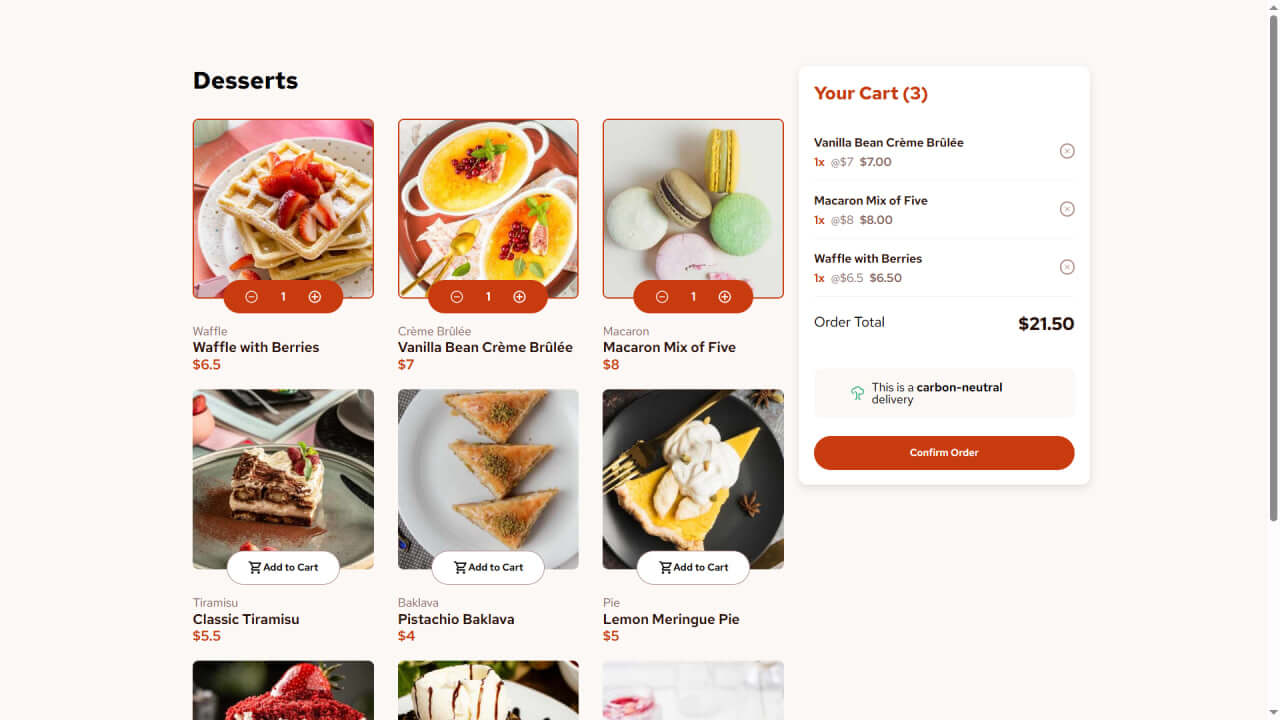 Desserts
1
Waffle
Waffle with Berries
$6.5
1
Crème Brûlée
Vanilla Bean Crème Brûlée
$7
1
Macaron
Macaron Mix of Five
$8
Add to Cart
Tiramisu
Classic Tiramisu
$5.5
Add to Cart
Baklava
Pistachio Baklava
$4
Add to Cart
Pie
Lemon Meringue Pie
$5
Your Cart (3)
Vanilla Bean Crème Brûlée
1x @$7 $7.00
Macaron Mix of Five
1x @$8 $8.00
Waffle with Berries
1x @$6.5 $6.50
Order Total $21.50
This is a carbon-neutral
delivery
Confirm Order